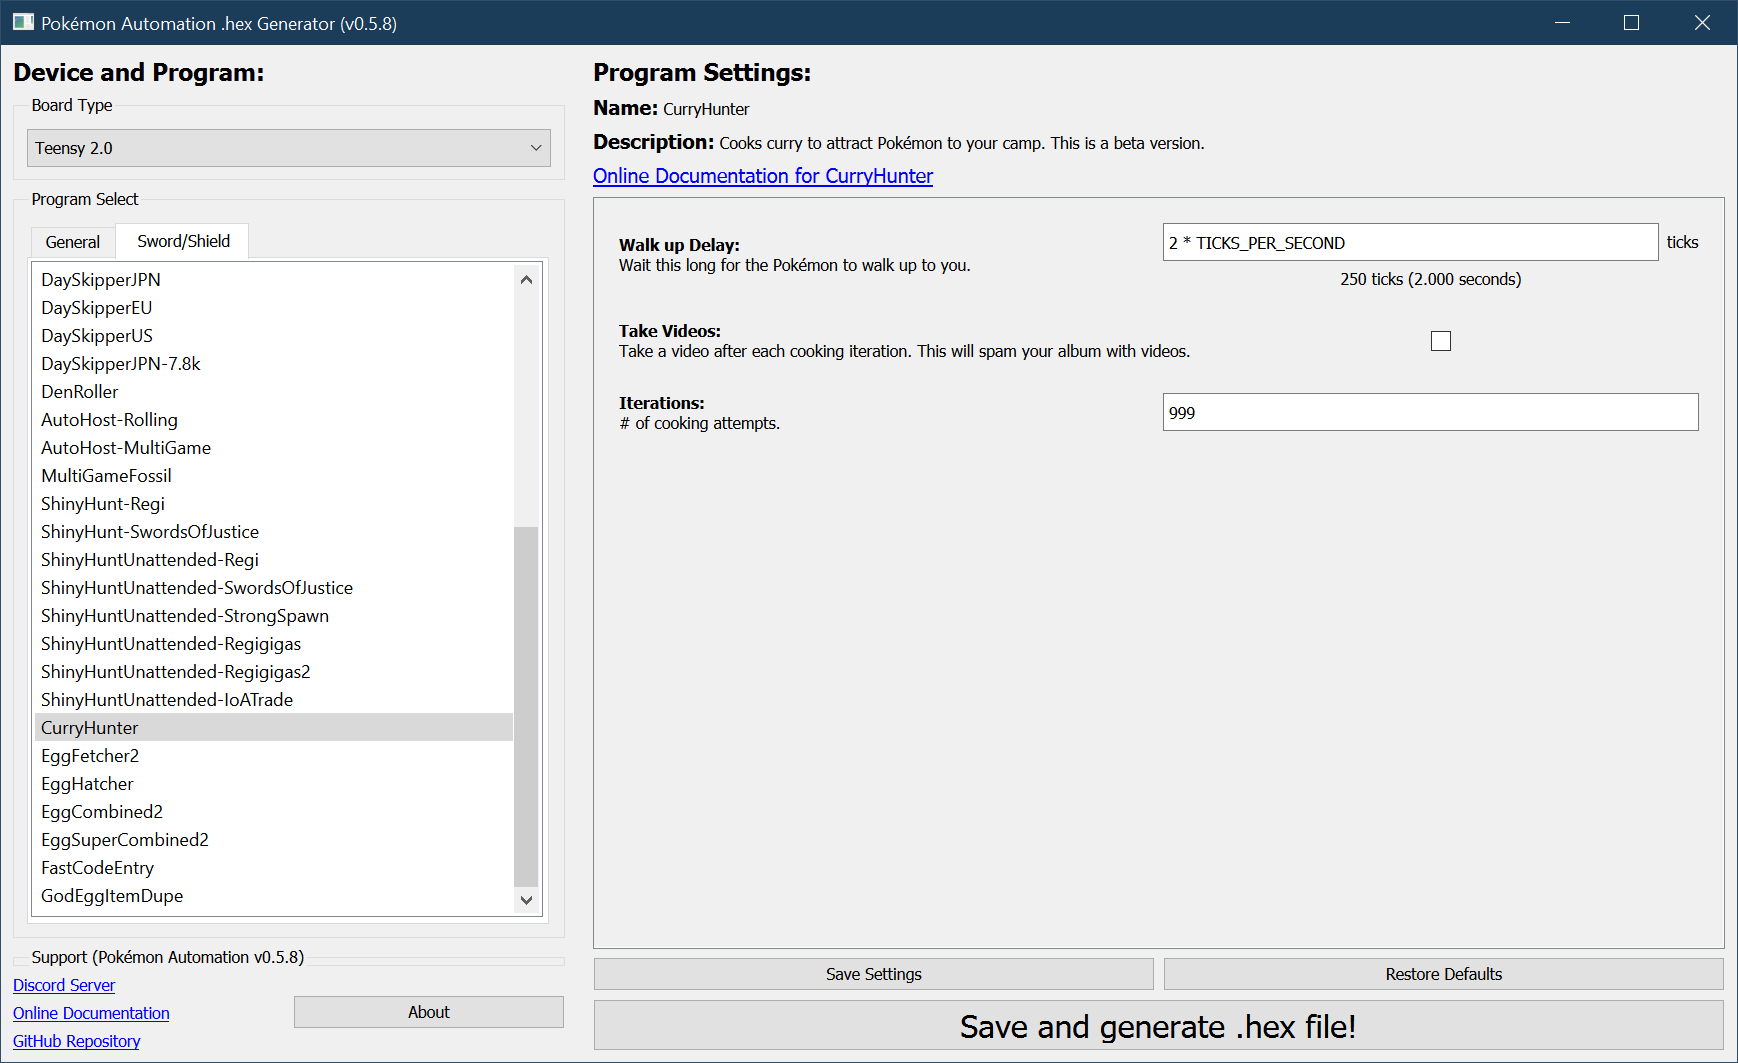 Pokémon Automation .hex Generator (v0.5.8)
Device and Program:
Board Type
Teensy 2.0
Program Select
General
Sword/Shield
DaySkipperJPN
DaySkipperEU
DaySkipperUS
DaySkipperJPN-7.8k
DenRoller
AutoHost-Rolling
AutoHost-MultiGame
MultiGameFossil
ShinyHunt-Regi
ShinyHunt-SwordsOfJustice
ShinyHuntUnattended-Regi
ShinyHuntUnattended-SwordsOfJustice
ShinyHuntUnattended-StrongSpawn
ShinyHuntUnattended-Regigigas
ShinyHuntUnattended-Regigigas2
ShinyHuntUnattended-IoATrade
CurryHunter
EggFetcher2
EggHatcher
EggCombined2
EggSuperCombined2
FastCodeEntry
GodEggItemDupe
Support (Pokémon Automation v0.5.8)
Discord Server
Online Documentation
GitHub Repository
About
Program Settings:
Name: CurryHunter
Description: Cooks curry to attract Pokémon to your camp. This is a beta version.
Online Documentation for CurryHunter
Walk up Delay:
Wait this long for the Pokémon to walk up to you.
2 * TICKS_PER_SECOND
ticks
250 ticks (2.000 seconds)
Take Videos:
Take a video after each cooking iteration. This will spam your album with videos.
Iterations:
# of cooking attempts.
999
Save Settings
Restore Defaults
Save and generate .hex file!